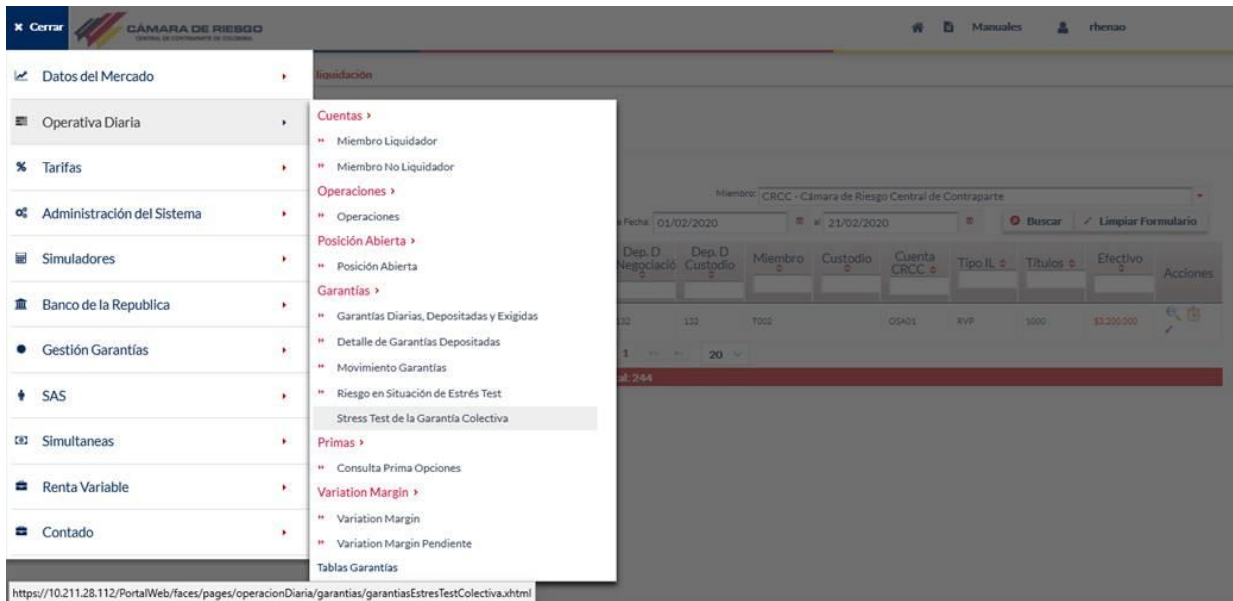 × Cerrar
CÁMARA DE RIESGO
CENTRAL DE CONTRAPARTE DE COLOMBIA
Manuales
rhenao
Datos del Mercado
liquidación
Operativa Diaria
Tarifas
Administración del Sistema
Simuladores
Banco de la Republica
Gestión Garantías
SAS
Simultaneas
Renta Variable
Contado
Cuentas >
Miembro Liquidador
Miembro No Liquidador
Operaciones >
Operaciones
Posición Abierta >
Posición Abierta
Garantías >
Garantías Diarias, Depositadas y Exigidas
Detalle de Garantías Depositadas
Movimiento Garantías
Riesgo en Situación de Estrés Test
Stress Test de la Garantía Colectiva
Primas >
Consulta Prima Opciones
Variation Margin >
Variation Margin
Variation Margin Pendiente
Tablas Garantías
Miembro: CRCC - Cámara de Riesgo Central de Contraparte
Fecha: 01/02/2020 al 21/02/2020 Buscar Limpiar Formulario
Dep. D Negociació Dep. D Custodio Miembro Custodio Cuenta CRCC Tipo IL Títulos Efectivo Acciones
132 132 T002 RVP 1000 $3.200.000
1 20
tal: 244
https://10.211.28.112/PortalWeb/faces/pages/operacionDiaria/garantias/garantiasEstresTestColectiva.xhtml